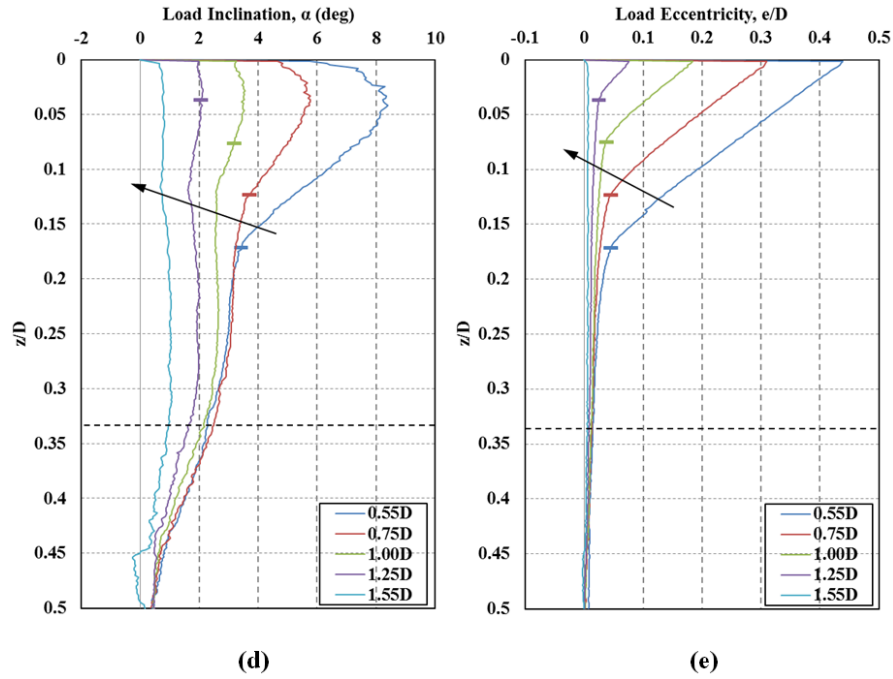 Load Inclination, α (deg)
-2 0 2 4 6 8 10
z/D
0
0.05
0.1
0.15
0.2
0.25
0.3
0.35
0.4
0.45
0.5
0.55D
0.75D
1.00D
1.25D
1.55D
(d)
Load Eccentricity, e/D
-0.1 0 0.1 0.2 0.3 0.4 0.5
z/D
0
0.05
0.1
0.15
0.2
0.25
0.3
0.35
0.4
0.45
0.5
0.55D
0.75D
1.00D
1.25D
1.55D
(e)